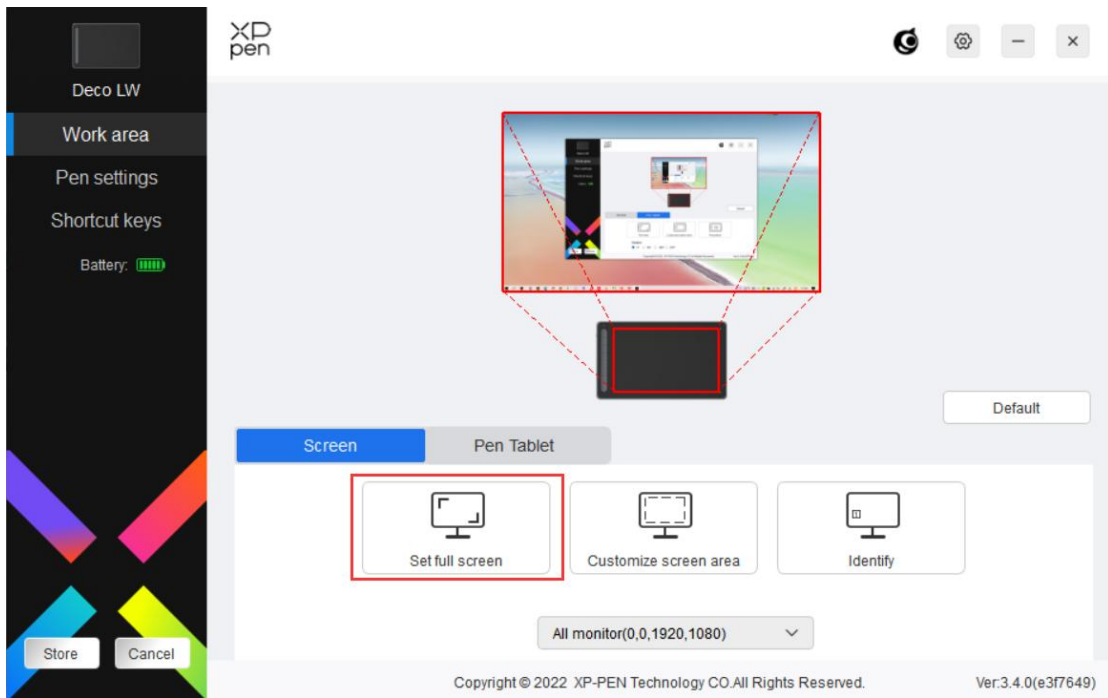 XP
pen
Deco LW
Work area
Pen settings
Shortcut keys
Battery:
Default
Screen
Pen Tablet
Set full screen
Customize screen area
1
Identify
All monitor(0,0,1920,1080)
Store
Cancel
Copyright © 2022 XP-PEN Technology CO.All Rights Reserved.
Ver:3.4.0(e3f7649)